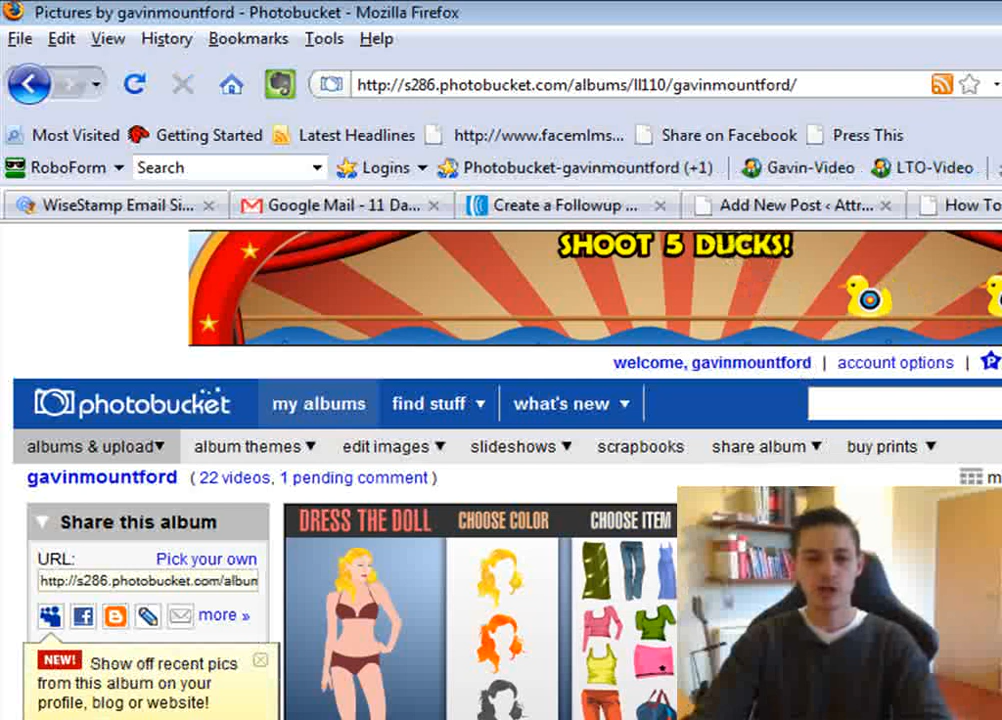 Pictures by gavinmountford - Photobucket - Mozilla Firefox
File Edit View History Bookmarks Tools Help
http://s286.photobucket.com/albums/ll110/gavinmountford/
Most Visited Getting Started Latest Headlines http://www.facemlms... Share on Facebook Press This
RoboForm Search Logins Photobucket-gavinmountford (+1) Gavin-Video LTO-Video
WiseStamp Email Si... Google Mail - 11 Da... Create a Followup ... Add New Post ‹ Attr... How To
SHOOT 5 DUCKS!
welcome, gavinmountford | account options |
photobucket my albums find stuff what's new
albums & upload album themes edit images slideshows scrapbooks share album buy prints
gavinmountford ( 22 videos, 1 pending comment ) m
Share this album
URL: Pick your own
http://s286.photobucket.com/album
more »
NEW! Show off recent pics
from this album on your
profile, blog or website!
DRESS THE DOLL CHOOSE COLOR CHOOSE ITEM